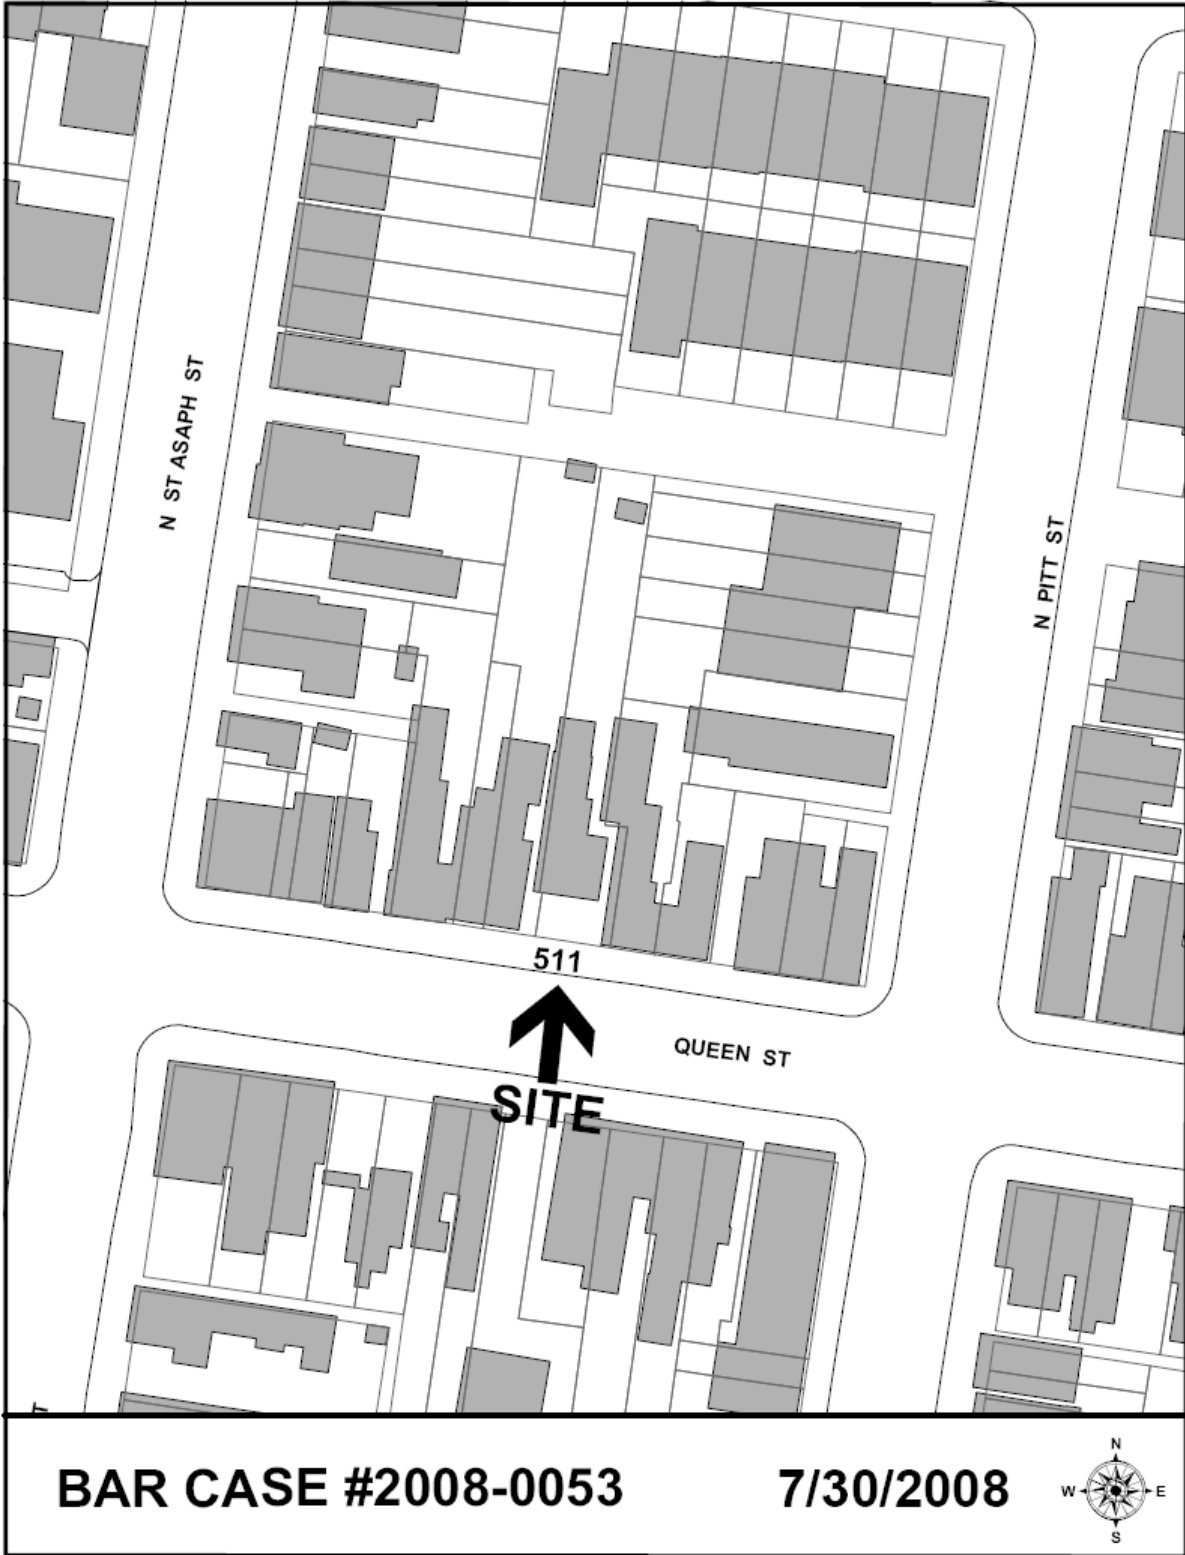 N ST ASAPH ST
N PITT ST
511
QUEEN ST
SITE
T
BAR CASE #2008-0053
7/30/2008
N
W
E
S